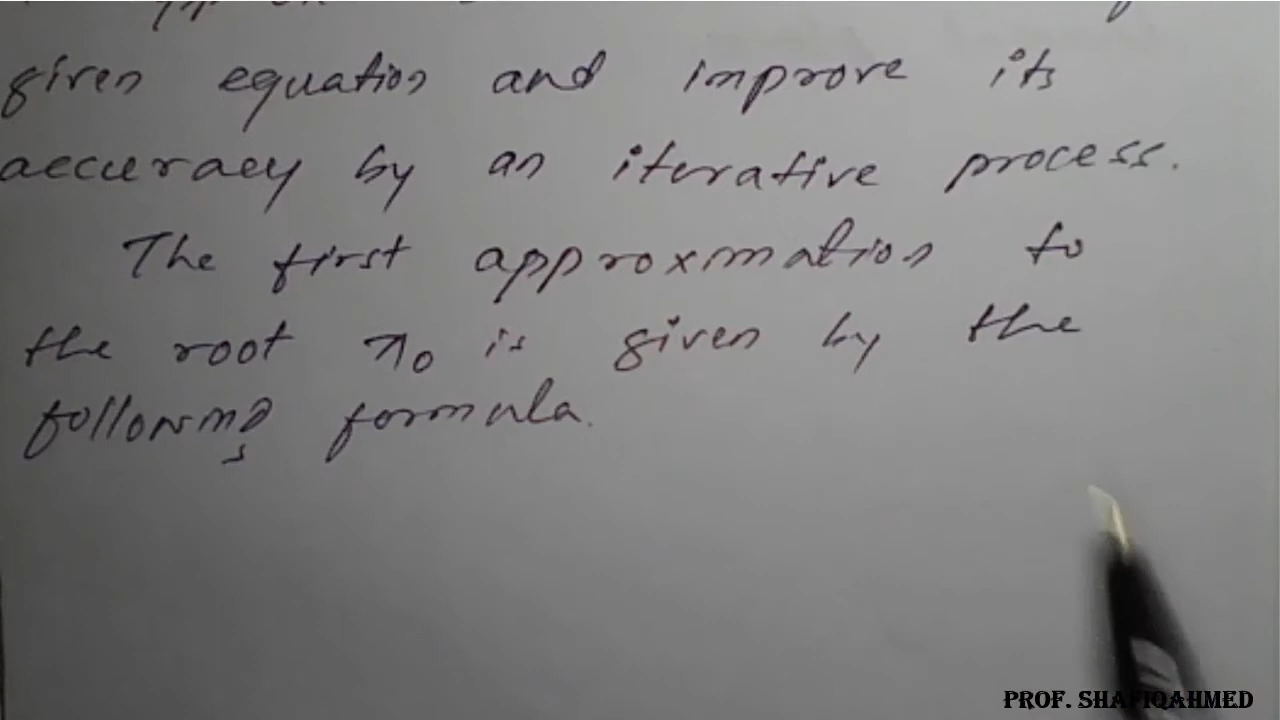 given equation and improve its
accuracy by an iterative process.
The first approxmation to
the root x0 is given by the
following formula.
PROF. SHAFIQAHMED